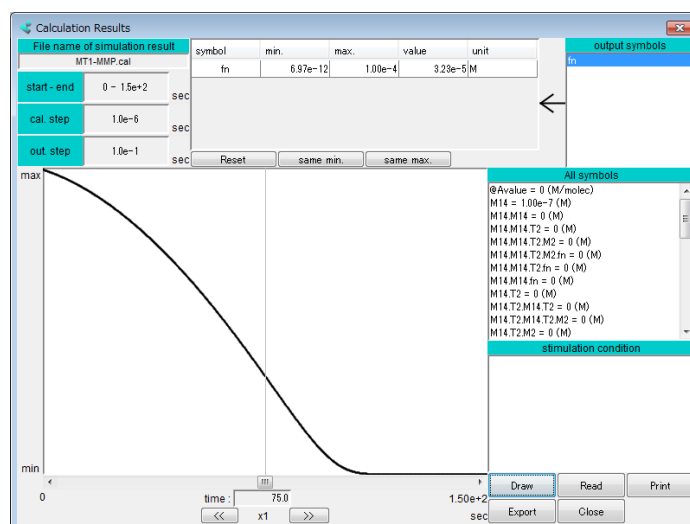 Calculation Results
File name of simulation result
MT1-MMP.cal
start - end
0 - 1.5e+2
sec
cal. step
1.0e-6
out. step
1.0e-1
sec
symbol min. max. value unit
fn 6.97e-12 1.00e-4 3.23e-5 M
Reset same min. same max.
output symbols
fn
All symbols
@Avalue = 0 (M/molec)
M14 = 1.00e-7 (M)
M14.M14 = 0 (M)
M14.M14.T2 = 0 (M)
M14.M14.T2.M2 = 0 (M)
M14.M14.T2.M2.fn = 0 (M)
M14.M14.T2.fn = 0 (M)
M14.M14.fn = 0 (M)
M14.T2 = 0 (M)
M14.T2.M14.T2 = 0 (M)
M14.T2.M14.T2.M2 = 0 (M)
M14.T2.M2 = 0 (M)
stimulation condition
max
min
0
time : 75.0
1.50e+2
<< x1 >>
sec
Draw Read Print
Export Close